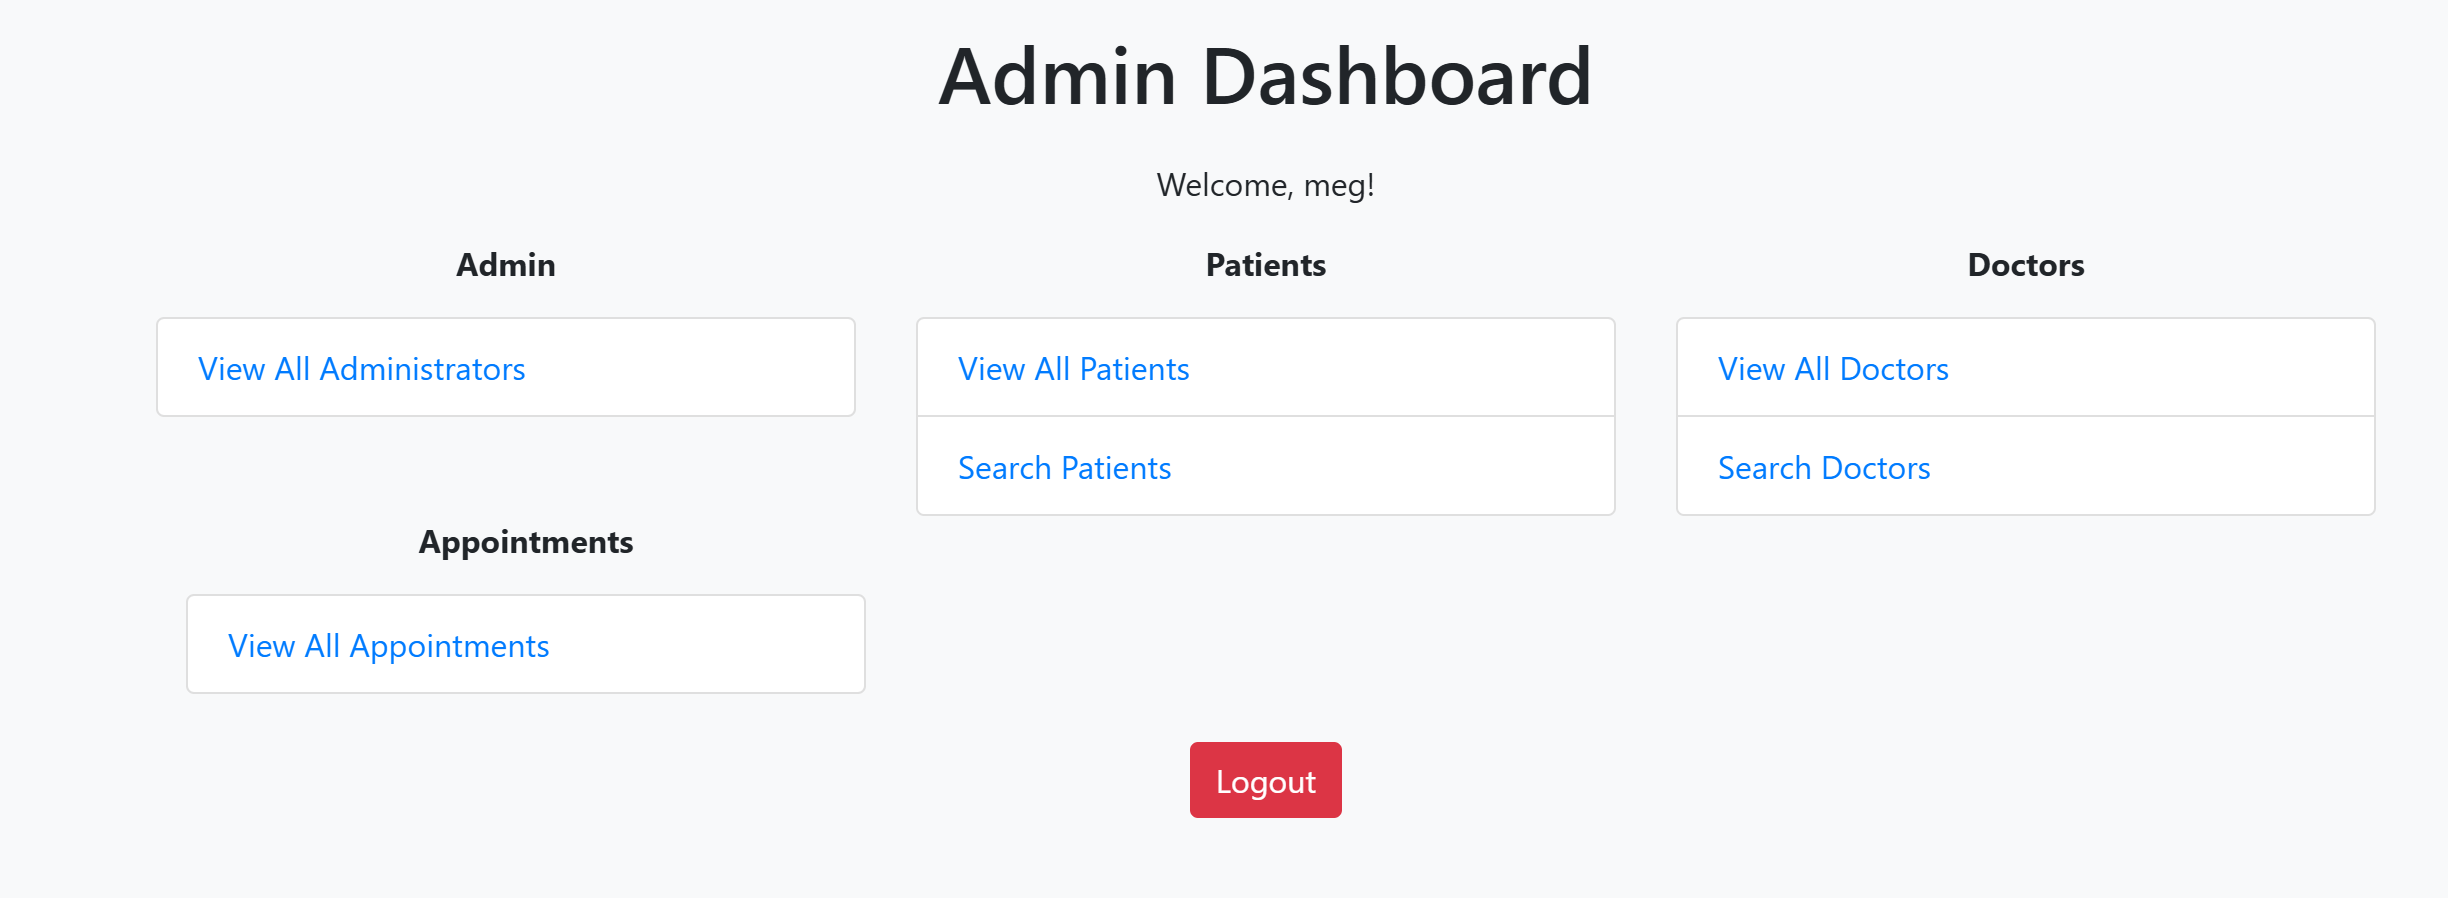 Admin Dashboard
Welcome, meg!
Admin
View All Administrators
Patients
View All Patients
Search Patients
Doctors
View All Doctors
Search Doctors
Appointments
View All Appointments
Logout